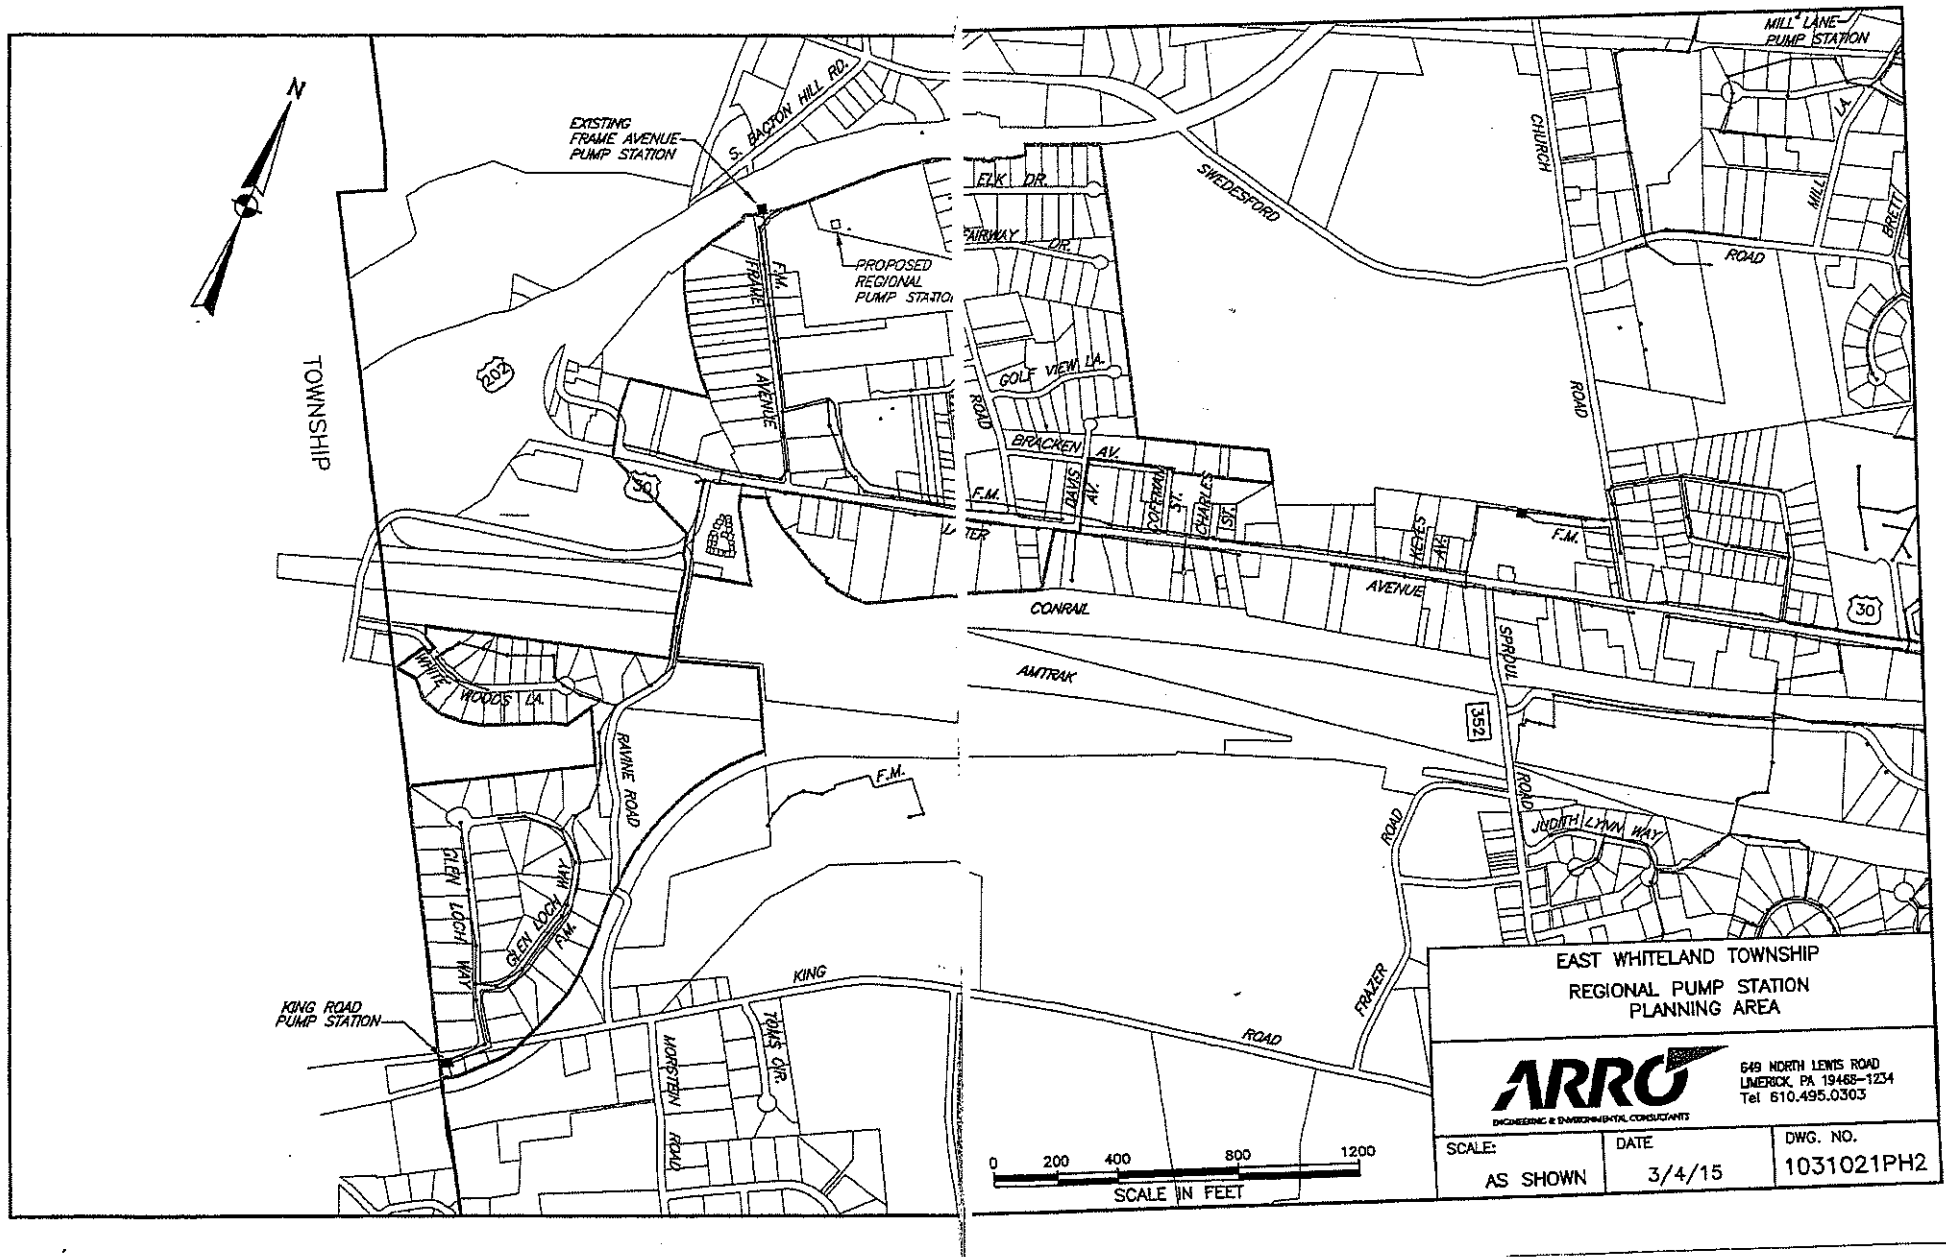 MILL LANE
PUMP STATION
N
EXISTING
FRAME AVENUE
PUMP STATION
S. BACTON HILL RD.
CHURCH
ROAD
MILL
LA.
BRETT
ELK DR.
SWEDESFORD
ROAD
FAIRWAY DR.
PROPOSED
REGIONAL
PUMP STATIO
F.M.
FRAME
AVENUE
TOWNSHIP
202
GOLF VIEW LA.
ROAD
BRACKEN AV.
30
F.M.
DAVIS
AV.
COFFMAN
ST.
CHARLES
ST.
KEYES
AV.
F.M.
TER
AVENUE
30
CONRAIL
AMTRAK
SPROUL
352
ROAD
WHITE
WOODS LA.
RAVINE ROAD
F.M.
ROAD
JUDITH LYNN WAY
GLEN LOCH WAY
GLEN LOCH WAY
F.M.
KING
ROAD
FRAZER
KING ROAD
PUMP STATION
MORSTEIN
ROAD
TOMS CIR.
EAST WHITELAND TOWNSHIP
REGIONAL PUMP STATION
PLANNING AREA
ARRO
ENGINEERING & ENVIRONMENTAL CONSULTANTS
649 NORTH LEWIS ROAD
LIMERICK, PA 19468-1234
Tel 610.495.0303
0 200 400 800 1200
SCALE IN FEET
SCALE:
AS SHOWN
DATE
3/4/15
DWG. NO.
1031021PH2